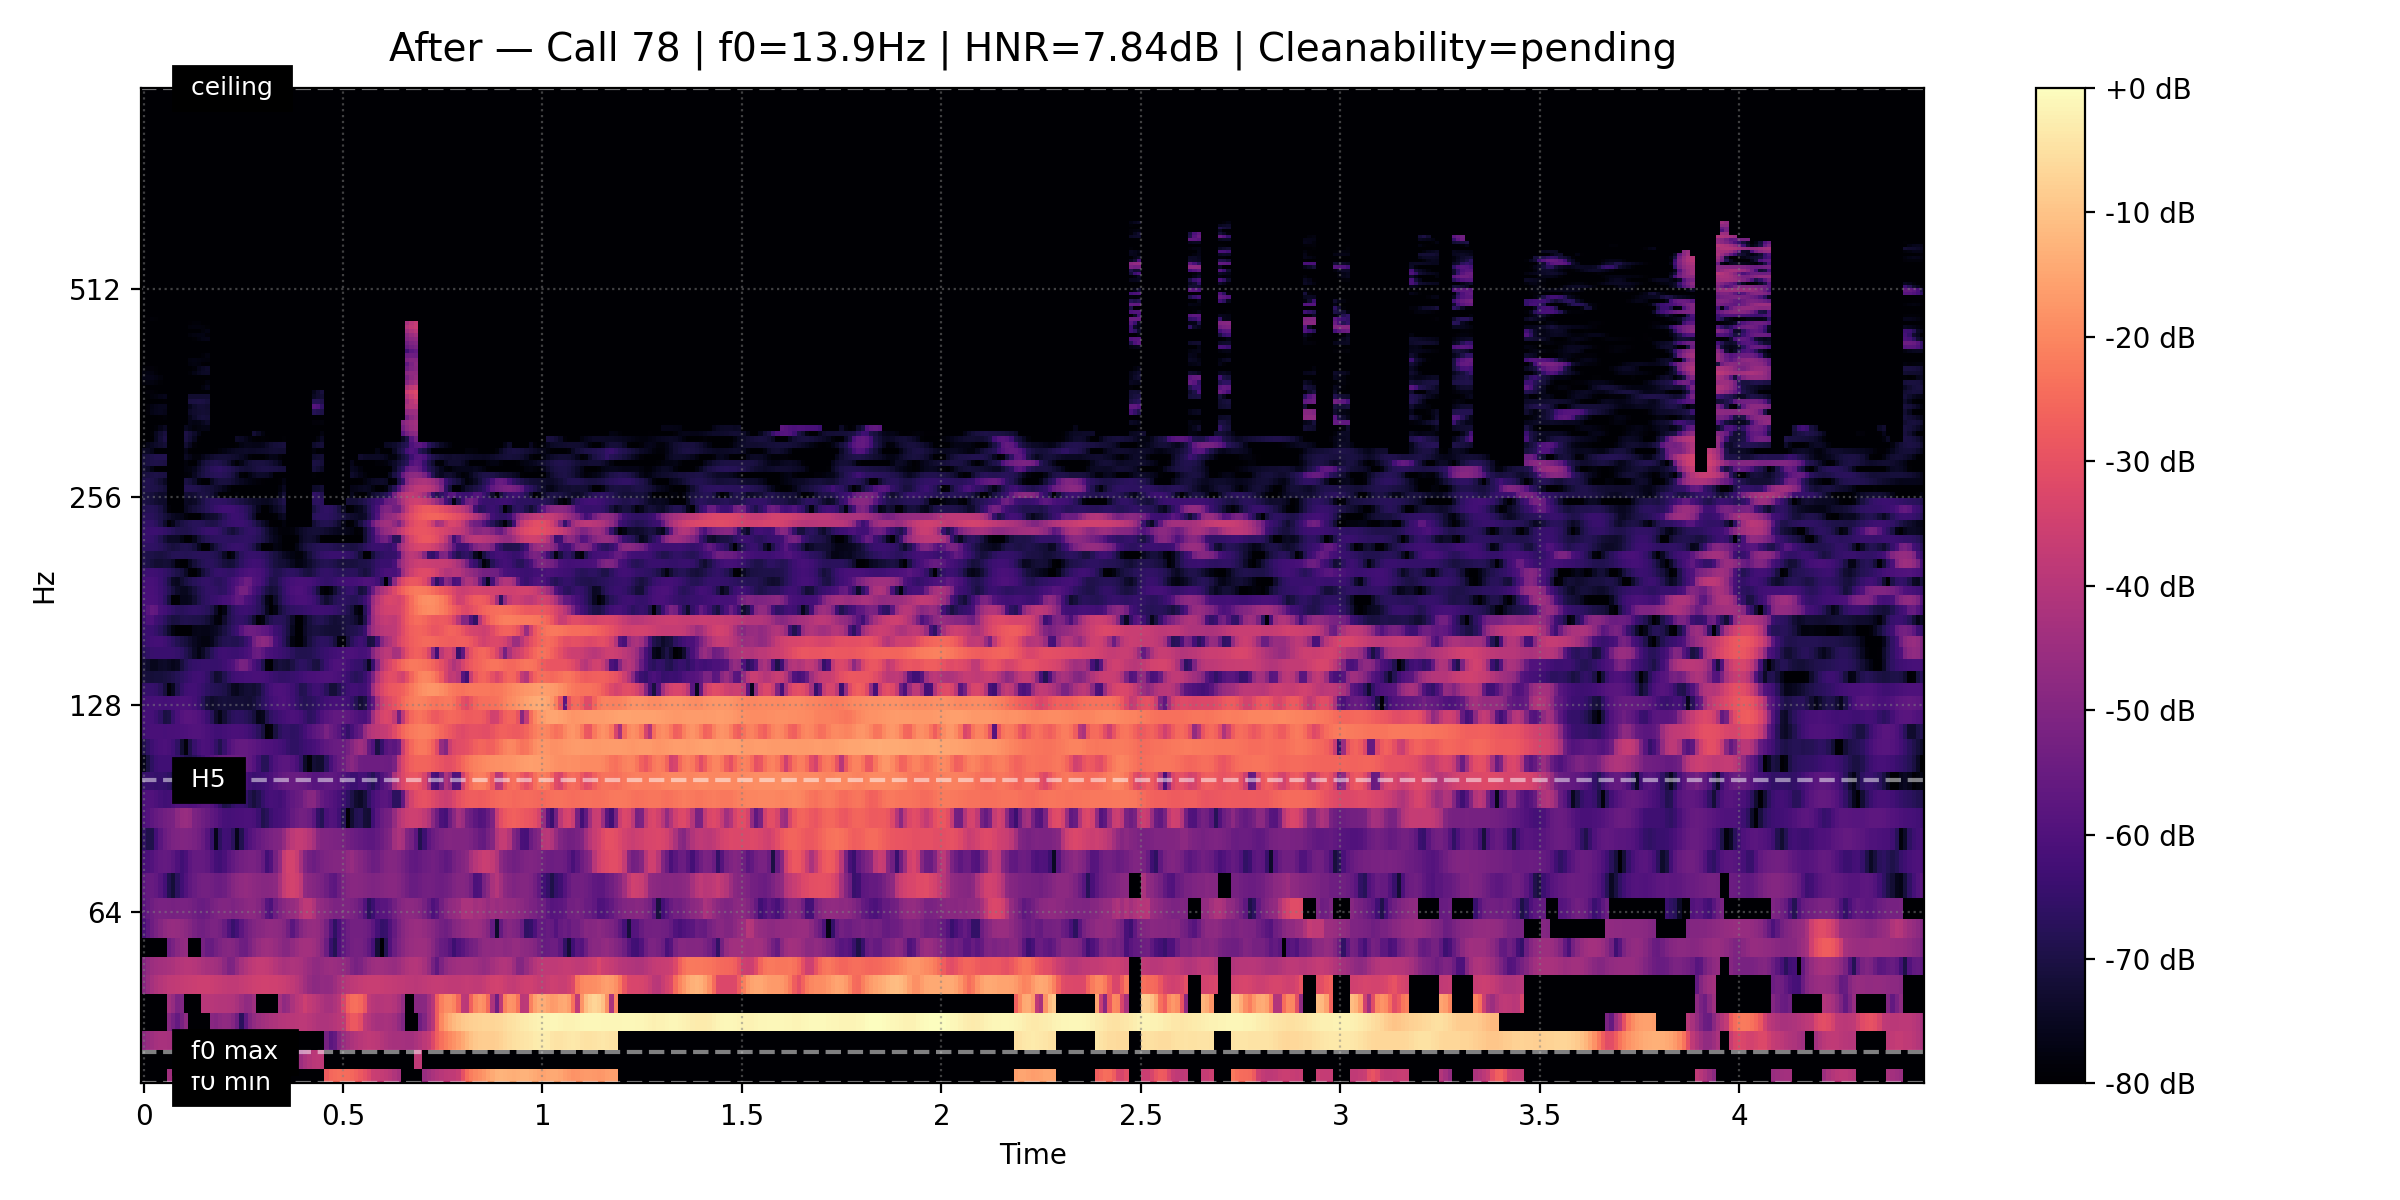 After — Call 78 | f0=13.9Hz | HNR=7.84dB | Cleanability=pending
ceiling
+0 dB
-10 dB
-20 dB
-30 dB
-40 dB
-50 dB
-60 dB
-70 dB
-80 dB
512
256
128
64
Hz
H5
f0 max
f0 min
0
0.5
1
1.5
2
2.5
3
3.5
4
Time